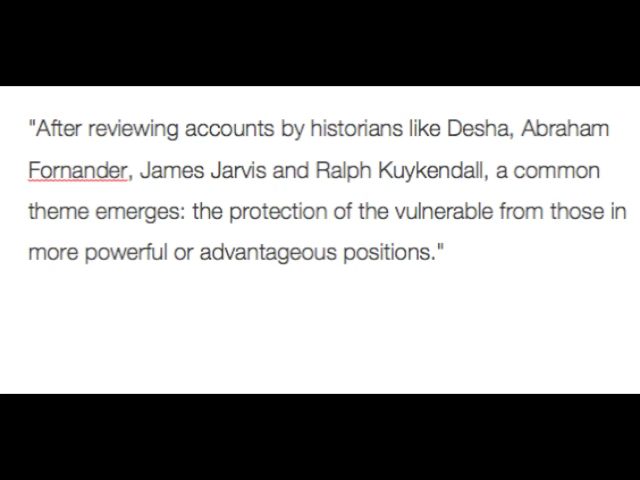 "After reviewing accounts by historians like Desha, Abraham
Fornander, James Jarvis and Ralph Kuykendall, a common
theme emerges: the protection of the vulnerable from those in
more powerful or advantageous positions."